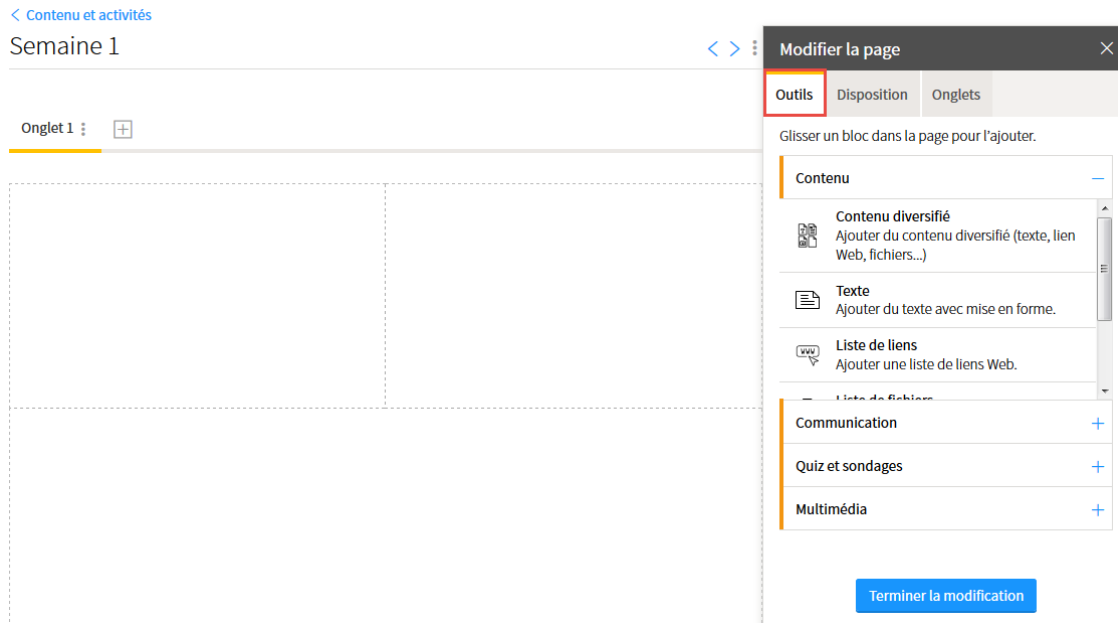 Contenu et activités
Semaine 1
Onglet 1
Modifier la page
Outils
Disposition
Onglets
Glisser un bloc dans la page pour l'ajouter.
Contenu
Contenu diversifié
Ajouter du contenu diversifié (texte, lien
Web, fichiers...)
Texte
Ajouter du texte avec mise en forme.
Liste de liens
Ajouter une liste de liens Web.
Liste de fichiers
Communication
Quiz et sondages
Multimédia
Terminer la modification